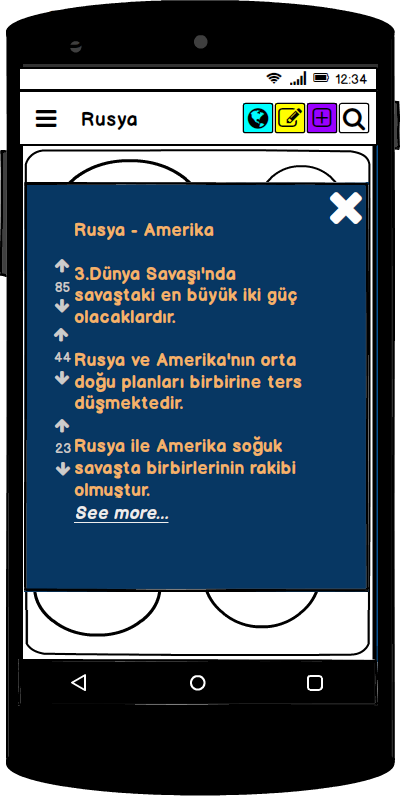 12:34
Rusya
Rusya - Amerika
85
3.Dünya Savaşı'nda
savaştaki en büyük iki güç
olacaklardır.
44
Rusya ve Amerika'nın orta
doğu planları birbirine ters
düşmektedir.
23
Rusya ile Amerika soğuk
savaşta birbirlerinin rakibi
olmuştur.
See more...